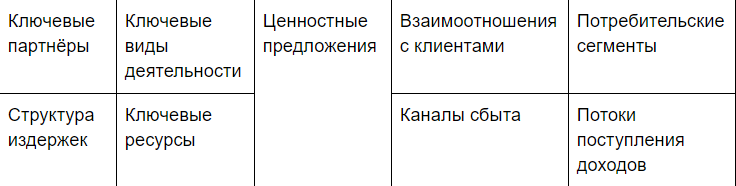 Ключевые
партнёры
Ключевые
виды
деятельности
Ценностные
предложения
Взаимоотношения
с клиентами
Потребительские
сегменты
Структура
издержек
Ключевые
ресурсы
Каналы сбыта
Потоки
поступления
доходов